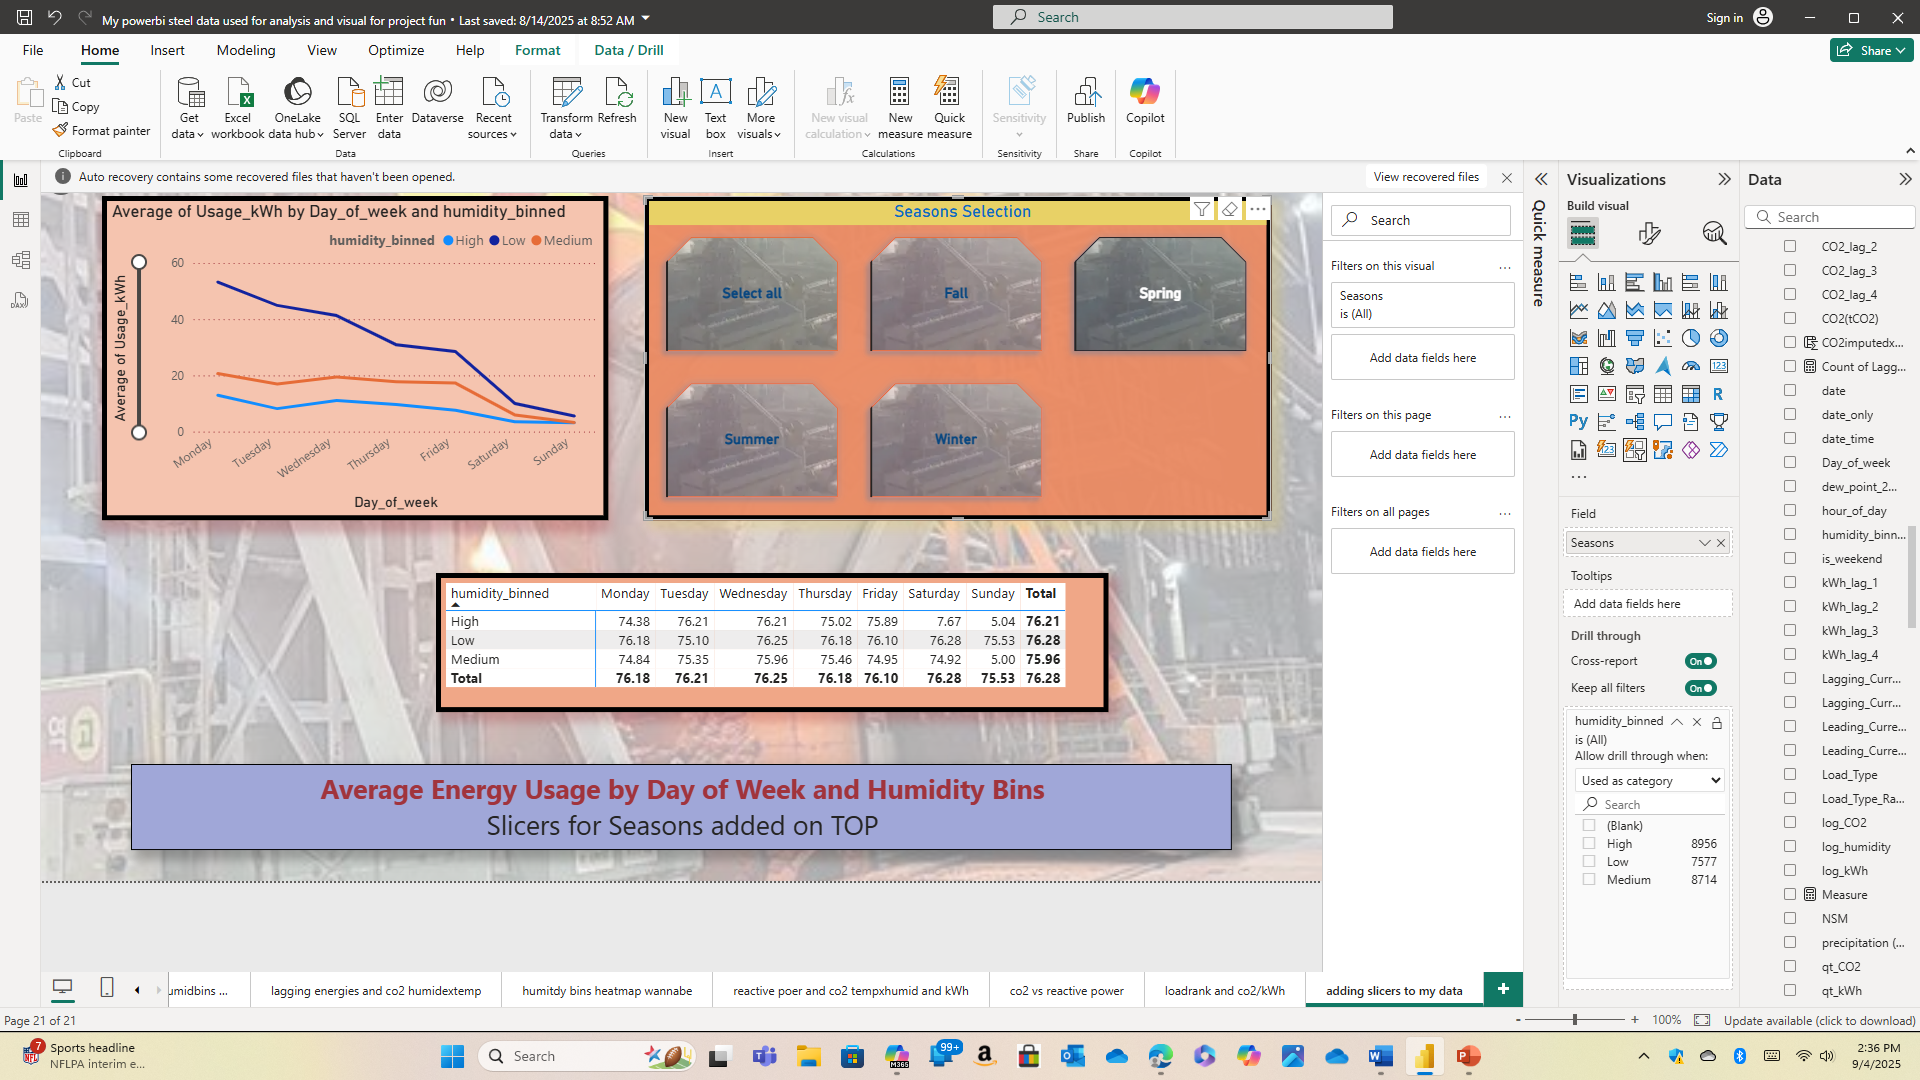 My powerbi steel data used for analysis and visual for project fun • Last saved: 8/14/2025 at 8:52 AM
Search
Sign in
File Home Insert Modeling View Optimize Help Format Data / Drill
Share
Paste
Cut
Copy
Format painter
Clipboard
Get data
Excel workbook
OneLake data hub
SQL Server
Enter data
Dataverse
Recent sources
Data
Transform data
Refresh
Queries
New visual
Text box
More visuals
Insert
New visual calculation
New measure
Quick measure
Calculations
Sensitivity
Sensitivity
Publish
Share
Copilot
Copilot
Auto recovery contains some recovered files that haven't been opened.
View recovered files
Average of Usage_kWh by Day_of_week and humidity_binned
humidity_binned High Low Medium
Average of Usage_kWh
60
40
20
0
Monday Tuesday Wednesday Thursday Friday Saturday Sunday
Day_of_week
Seasons Selection
Select all Fall Spring
Summer Winter
humidity_binned Monday Tuesday Wednesday Thursday Friday Saturday Sunday Total
High 74.38 76.21 76.21 75.02 75.89 7.67 5.04 76.21
Low 76.18 75.10 76.25 76.18 76.10 76.28 75.53 76.28
Medium 74.84 75.35 75.96 75.46 74.95 74.92 5.00 75.96
Total 76.18 76.21 76.25 76.18 76.10 76.28 75.53 76.28
Average Energy Usage by Day of Week and Humidity Bins
Slicers for Seasons added on TOP
Search
Filters on this visual
Seasons
is (All)
Add data fields here
Filters on this page
Add data fields here
Filters on all pages
Add data fields here
Quick measure
Visualizations
Build visual
R
Py
123
Field
Seasons
Tooltips
Add data fields here
Drill through
Cross-report On
Keep all filters On
humidity_binned
is (All)
Allow drill through when:
Used as category
Search
(Blank)
High 8956
Low 7577
Medium 8714
Data
Search
CO2_lag_2
CO2_lag_3
CO2_lag_4
CO2(tCO2)
CO2imputedx...
Count of Lagg...
date
date_only
date_time
Day_of_week
dew_point_2...
hour_of_day
humidity_binn...
is_weekend
kWh_lag_1
kWh_lag_2
kWh_lag_3
kWh_lag_4
Lagging_Curr...
Lagging_Curr...
Leading_Curre...
Leading_Curre...
Load_Type
Load_Type_Ra...
log_CO2
log_humidity
log_kWh
Measure
NSM
precipitation (...
qt_CO2
qt_kWh
umidbins ...
lagging energies and co2 humidextemp
humitdy bins heatmap wannabe
reactive poer and co2 tempxhumid and kWh
co2 vs reactive power
loadrank and co2/kWh
adding slicers to my data
Page 21 of 21
100%
Update available (click to download)
7
Sports headline
NFLPA interim e...
Search
M365
99+
2:36 PM
9/4/2025